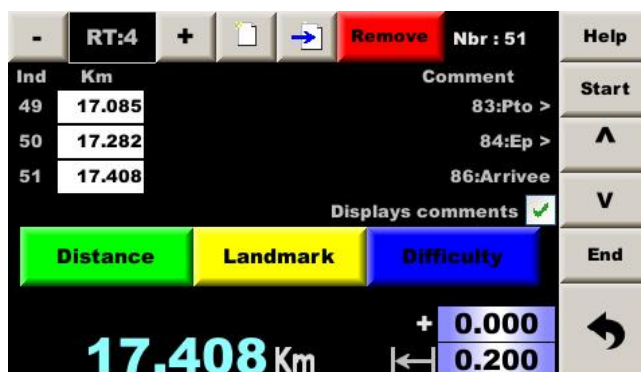 - RT:4 + Remove Nbr : 51 Help
Ind Km Comment Start
49 17.085 83:Pto >
50 17.282 84:Ep > ^
51 17.408 86:Arrivee
Displays comments V
Distance Landmark Difficulty End
+ 0.000
17.408 Km 0.200